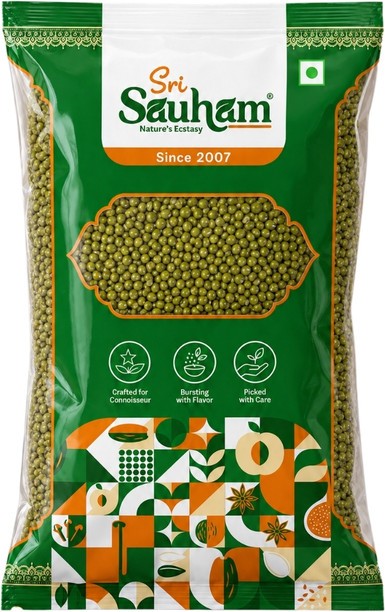 Sri
Sauham®
Nature's Ecstasy
Since 2007
Crafted for
Connoisseur
Bursting
with Flavor
Picked
with Care